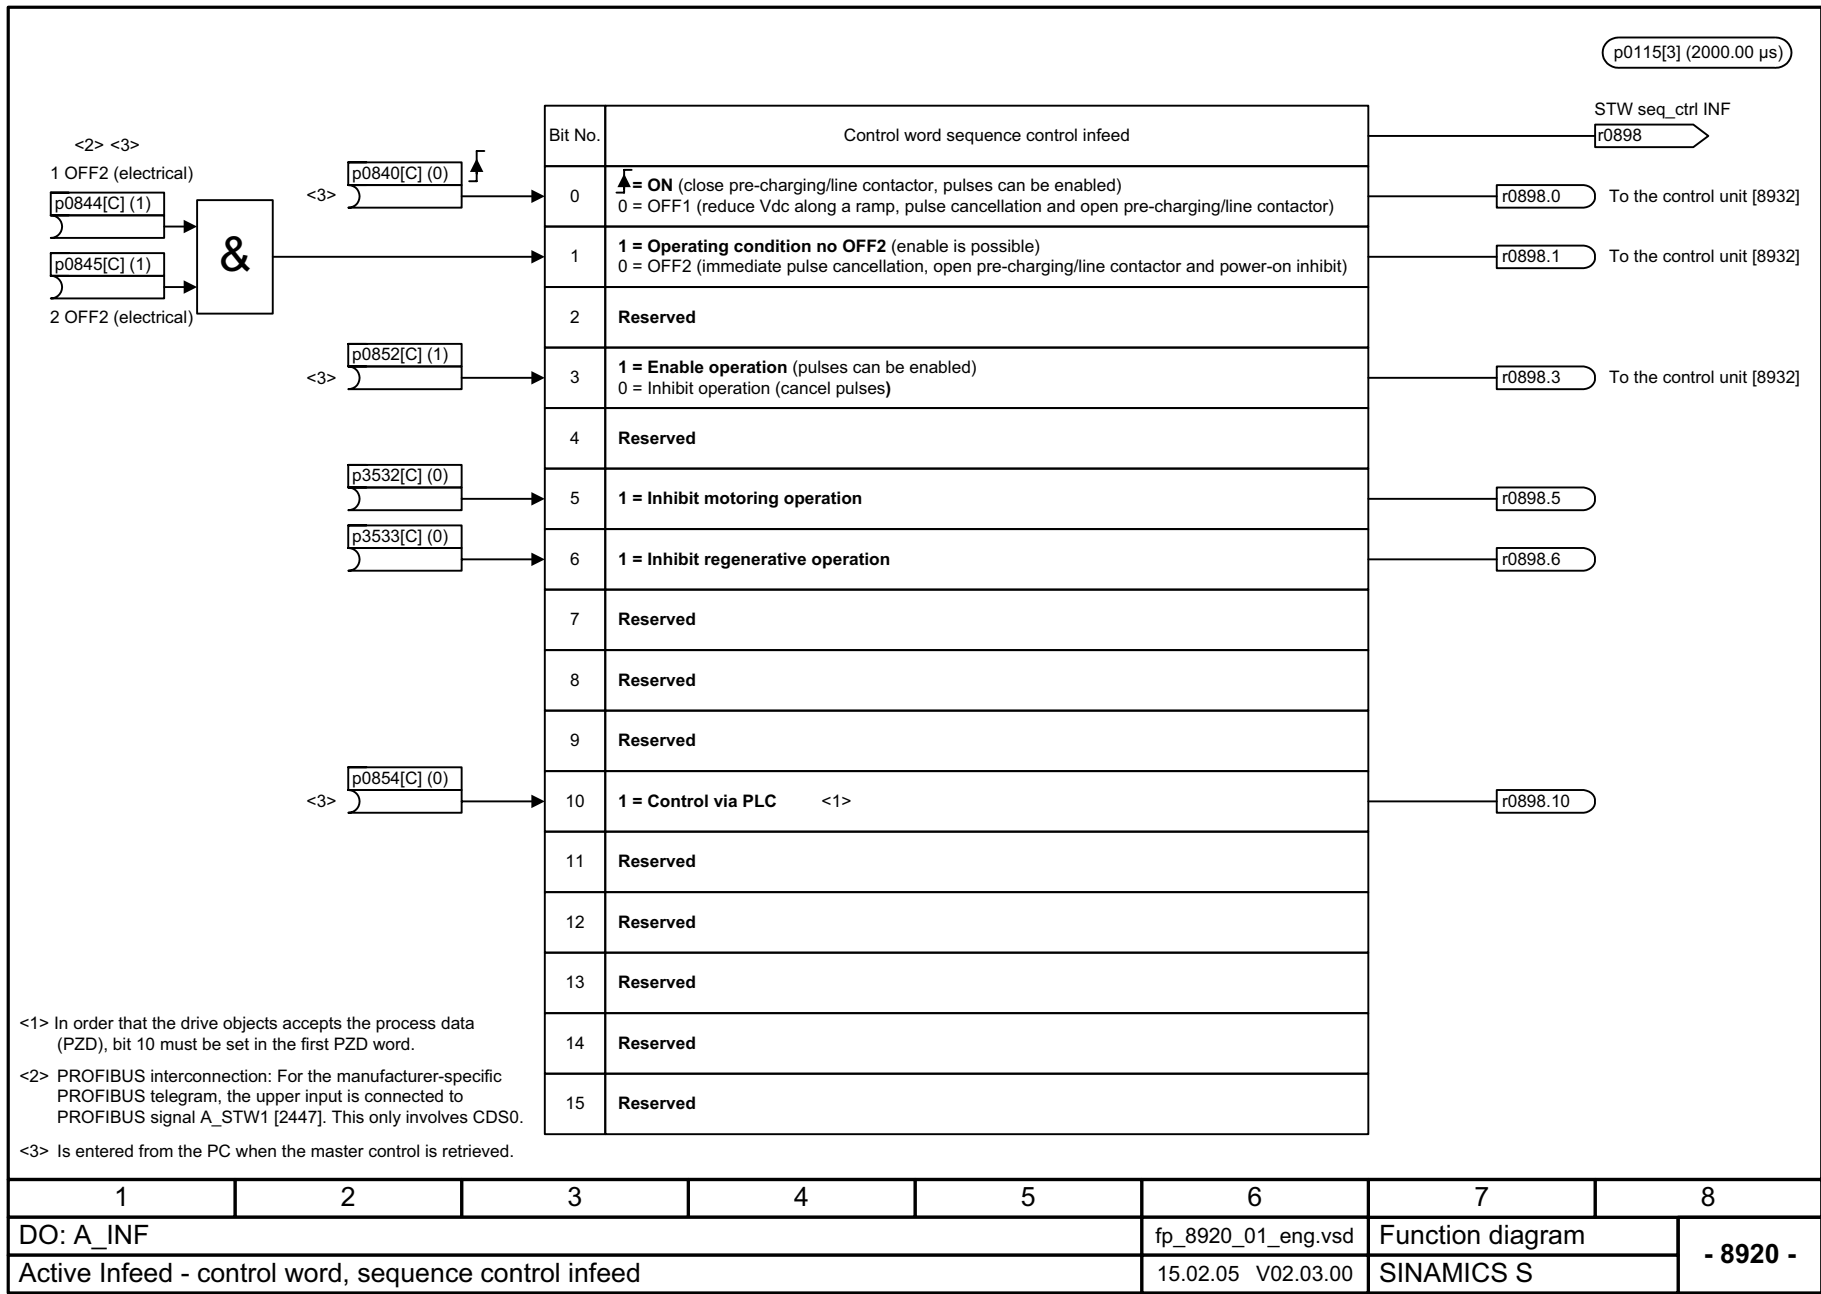 p0115[3] (2000.00 µs)
STW seq_ctrl INF
r0898
Bit No. Control word sequence control infeed
<2> <3>
1 OFF2 (electrical)
p0844[C] (1)
p0845[C] (1)
&
2 OFF2 (electrical)
<3> p0840[C] (0)
0 = ON (close pre-charging/line contactor, pulses can be enabled)
0 = OFF1 (reduce Vdc along a ramp, pulse cancellation and open pre-charging/line contactor)
r0898.0 To the control unit [8932]
1 1 = Operating condition no OFF2 (enable is possible)
0 = OFF2 (immediate pulse cancellation, open pre-charging/line contactor and power-on inhibit)
r0898.1 To the control unit [8932]
2 Reserved
<3> p0852[C] (1)
3 1 = Enable operation (pulses can be enabled)
0 = Inhibit operation (cancel pulses)
r0898.3 To the control unit [8932]
4 Reserved
p3532[C] (0)
5 1 = Inhibit motoring operation
r0898.5
p3533[C] (0)
6 1 = Inhibit regenerative operation
r0898.6
7 Reserved
8 Reserved
9 Reserved
<3> p0854[C] (0)
10 1 = Control via PLC <1>
r0898.10
11 Reserved
12 Reserved
13 Reserved
14 Reserved
15 Reserved
<1> In order that the drive objects accepts the process data
(PZD), bit 10 must be set in the first PZD word.
<2> PROFIBUS interconnection: For the manufacturer-specific
PROFIBUS telegram, the upper input is connected to
PROFIBUS signal A_STW1 [2447]. This only involves CDS0.
<3> Is entered from the PC when the master control is retrieved.
1 2 3 4 5 6 7 8
DO: A_INF fp_8920_01_eng.vsd Function diagram
Active Infeed - control word, sequence control infeed 15.02.05 V02.03.00 SINAMICS S
- 8920 -